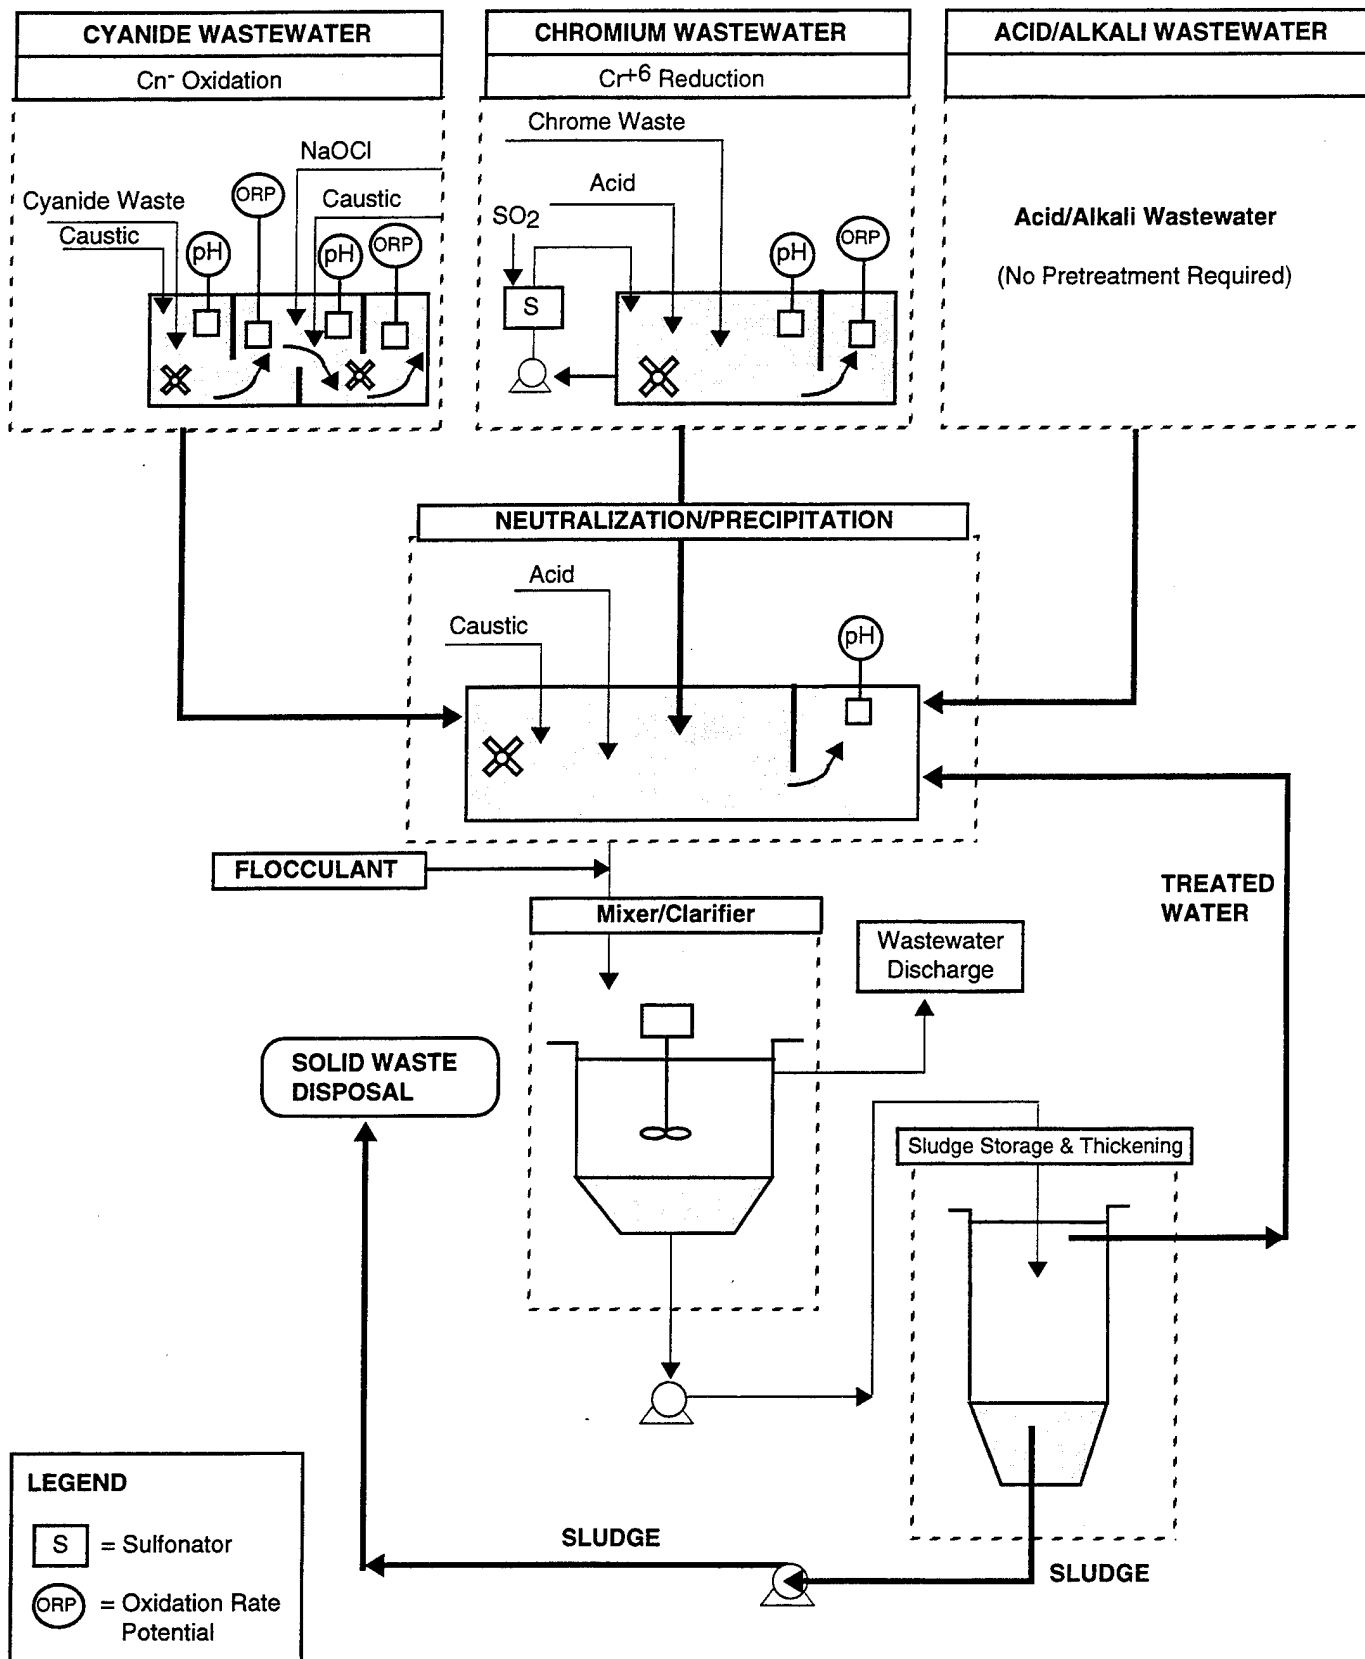 CYANIDE WASTEWATER
Cn- Oxidation
CHROMIUM WASTEWATER
Cr+6 Reduction
ACID/ALKALI WASTEWATER
NaOCl
Cyanide Waste
ORP
Caustic
Caustic
pH
pH
ORP
Chrome Waste
Acid
SO2
S
pH
ORP
Acid/Alkali Wastewater
(No Pretreatment Required)
NEUTRALIZATION/PRECIPITATION
Acid
Caustic
pH
FLOCCULANT
TREATED
WATER
Mixer/Clarifier
Wastewater
Discharge
SOLID WASTE
DISPOSAL
Sludge Storage & Thickening
LEGEND
S = Sulfonator
ORP = Oxidation Rate
Potential
SLUDGE
SLUDGE